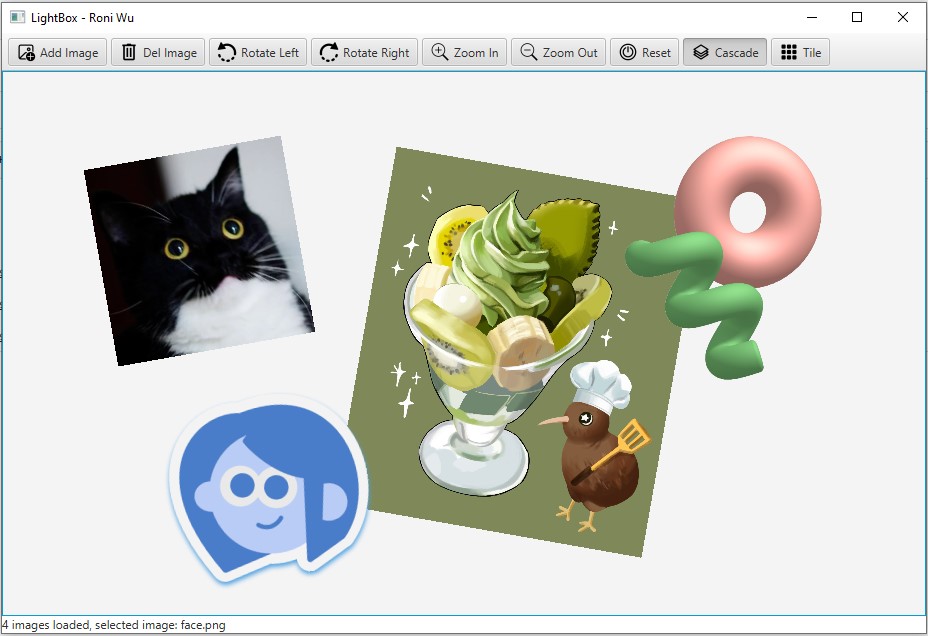 LightBox - Roni Wu
Add Image Del Image Rotate Left Rotate Right Zoom In Zoom Out Reset Cascade Tile
4 images loaded, selected image: face.png